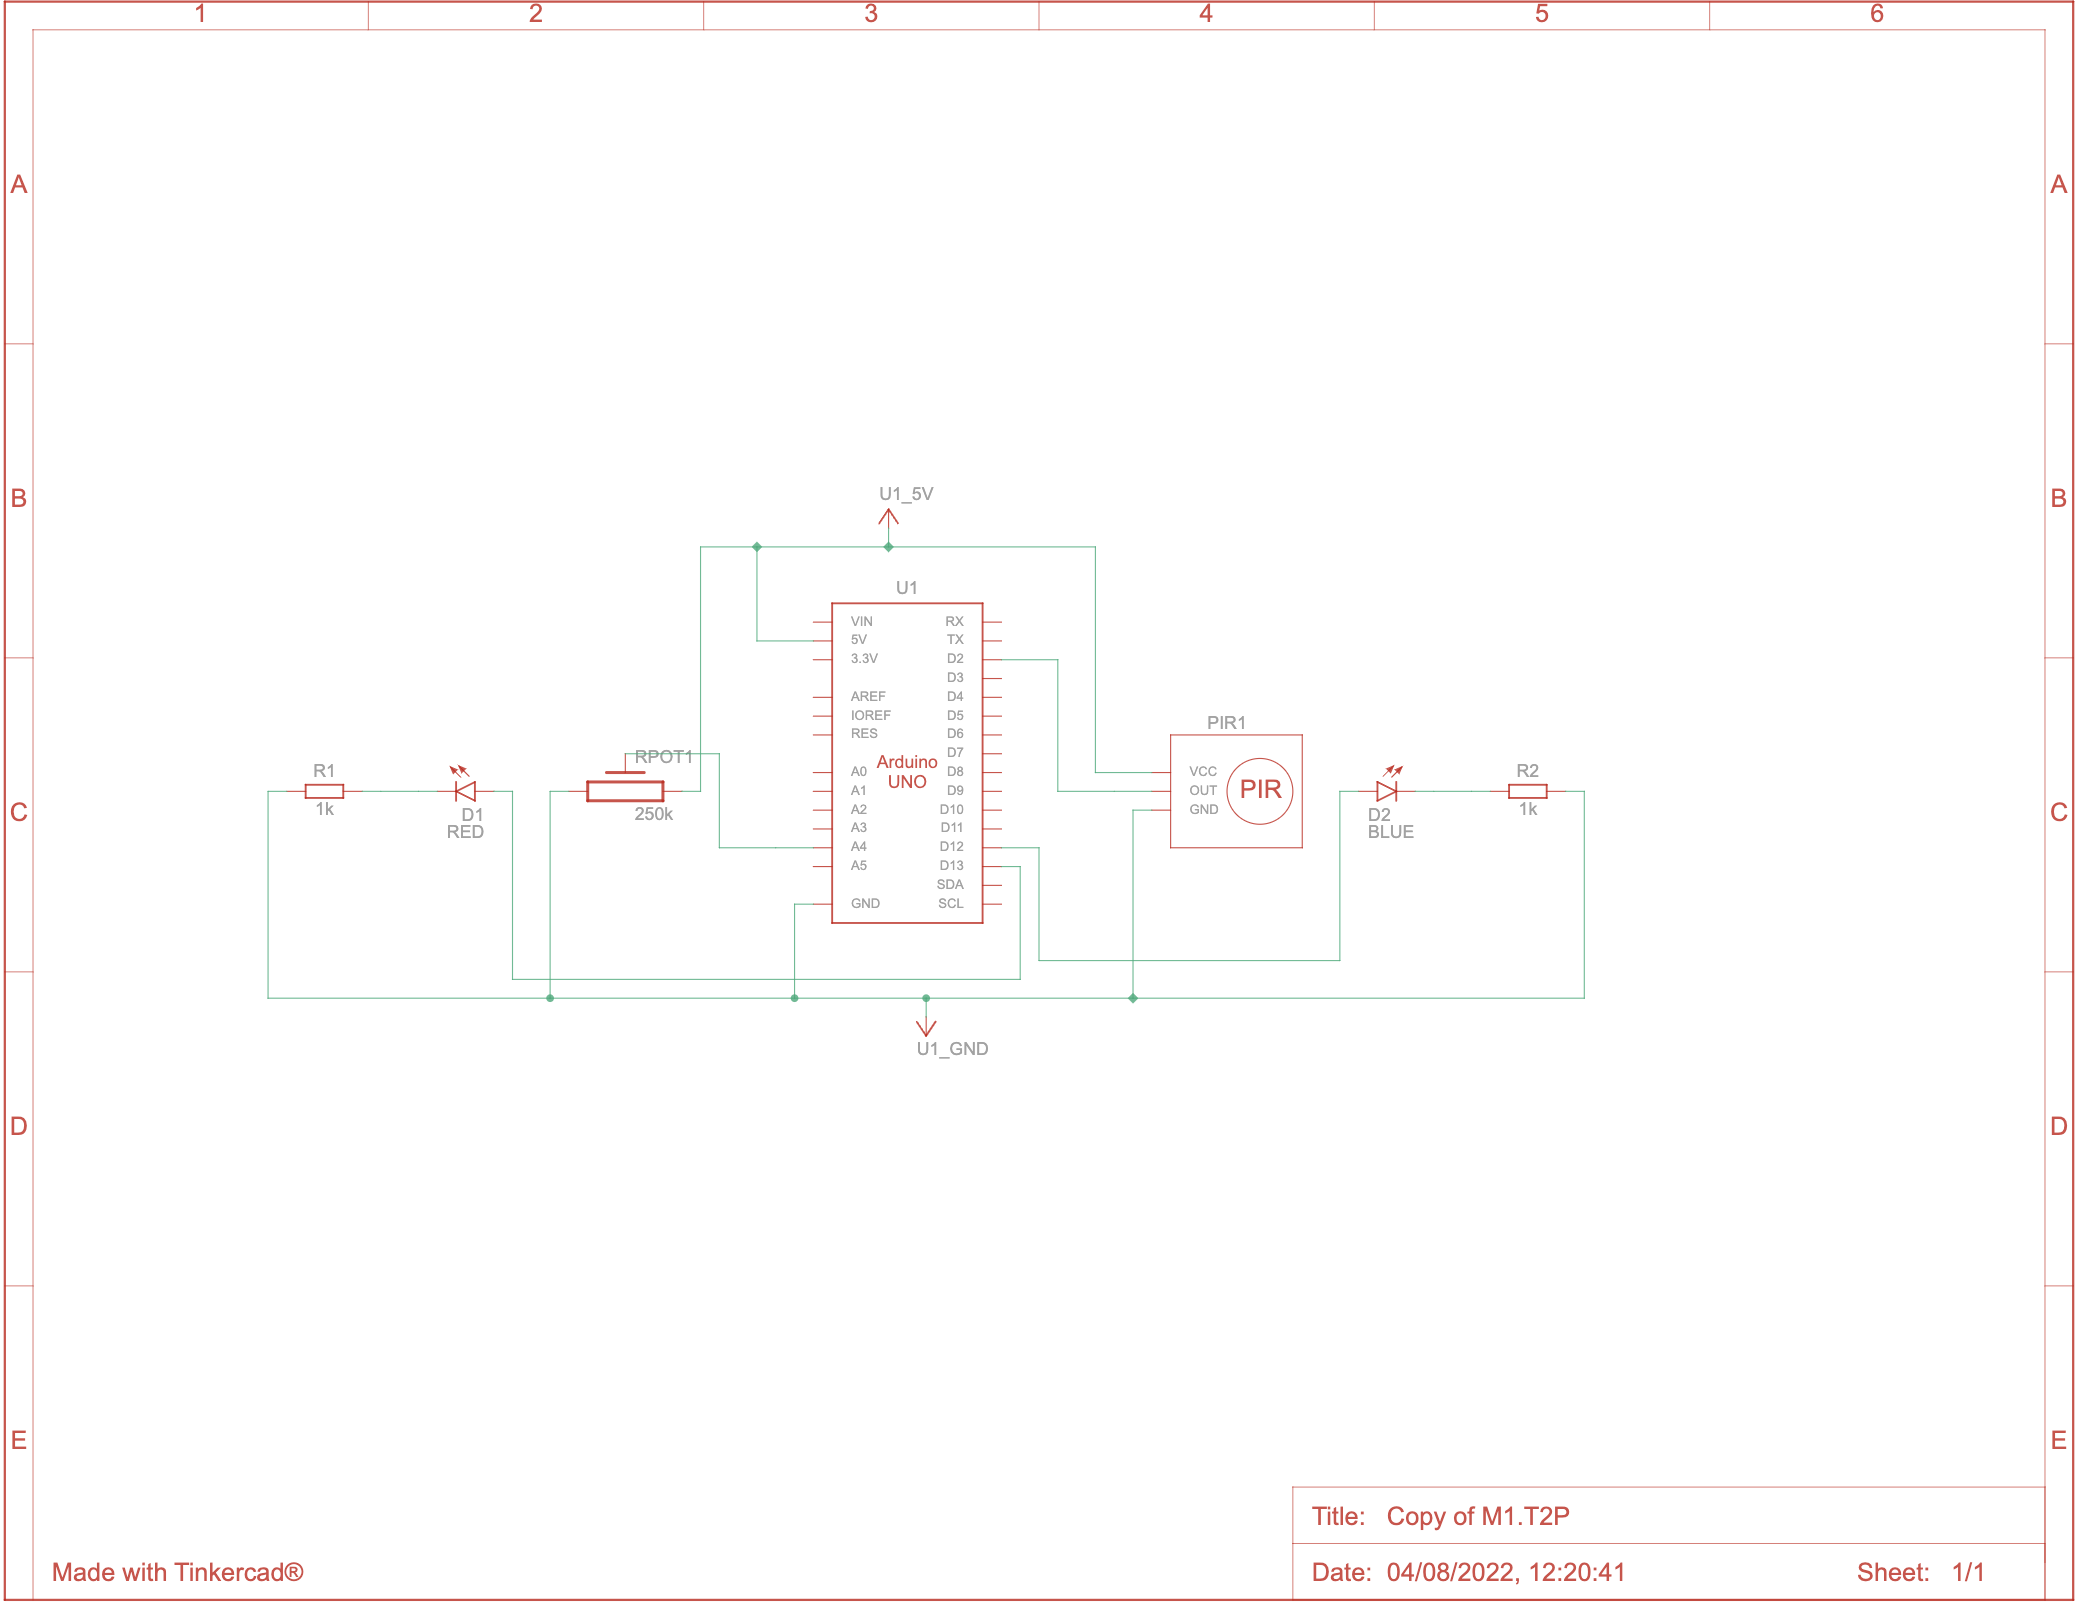 1 2 3 4 5 6
A A
B B
U1_5V
U1
VIN RX
5V TX
3.3V D2
D3
AREF D4
IOREF D5
RES D6
D7
PIR1
RPOT1
Arduino
UNO
R1
A0 D8
VCC
R2
A1 D9
OUT
PIR
1k
A2 D10
GND
1k
C C
D1
RED
250k
D2
BLUE
A3 D11
A4 D12
A5 D13
SDA
GND SCL
U1_GND
D D
E E
Title: Copy of M1.T2P
Made with Tinkercad®
Date: 04/08/2022, 12:20:41 Sheet: 1/1